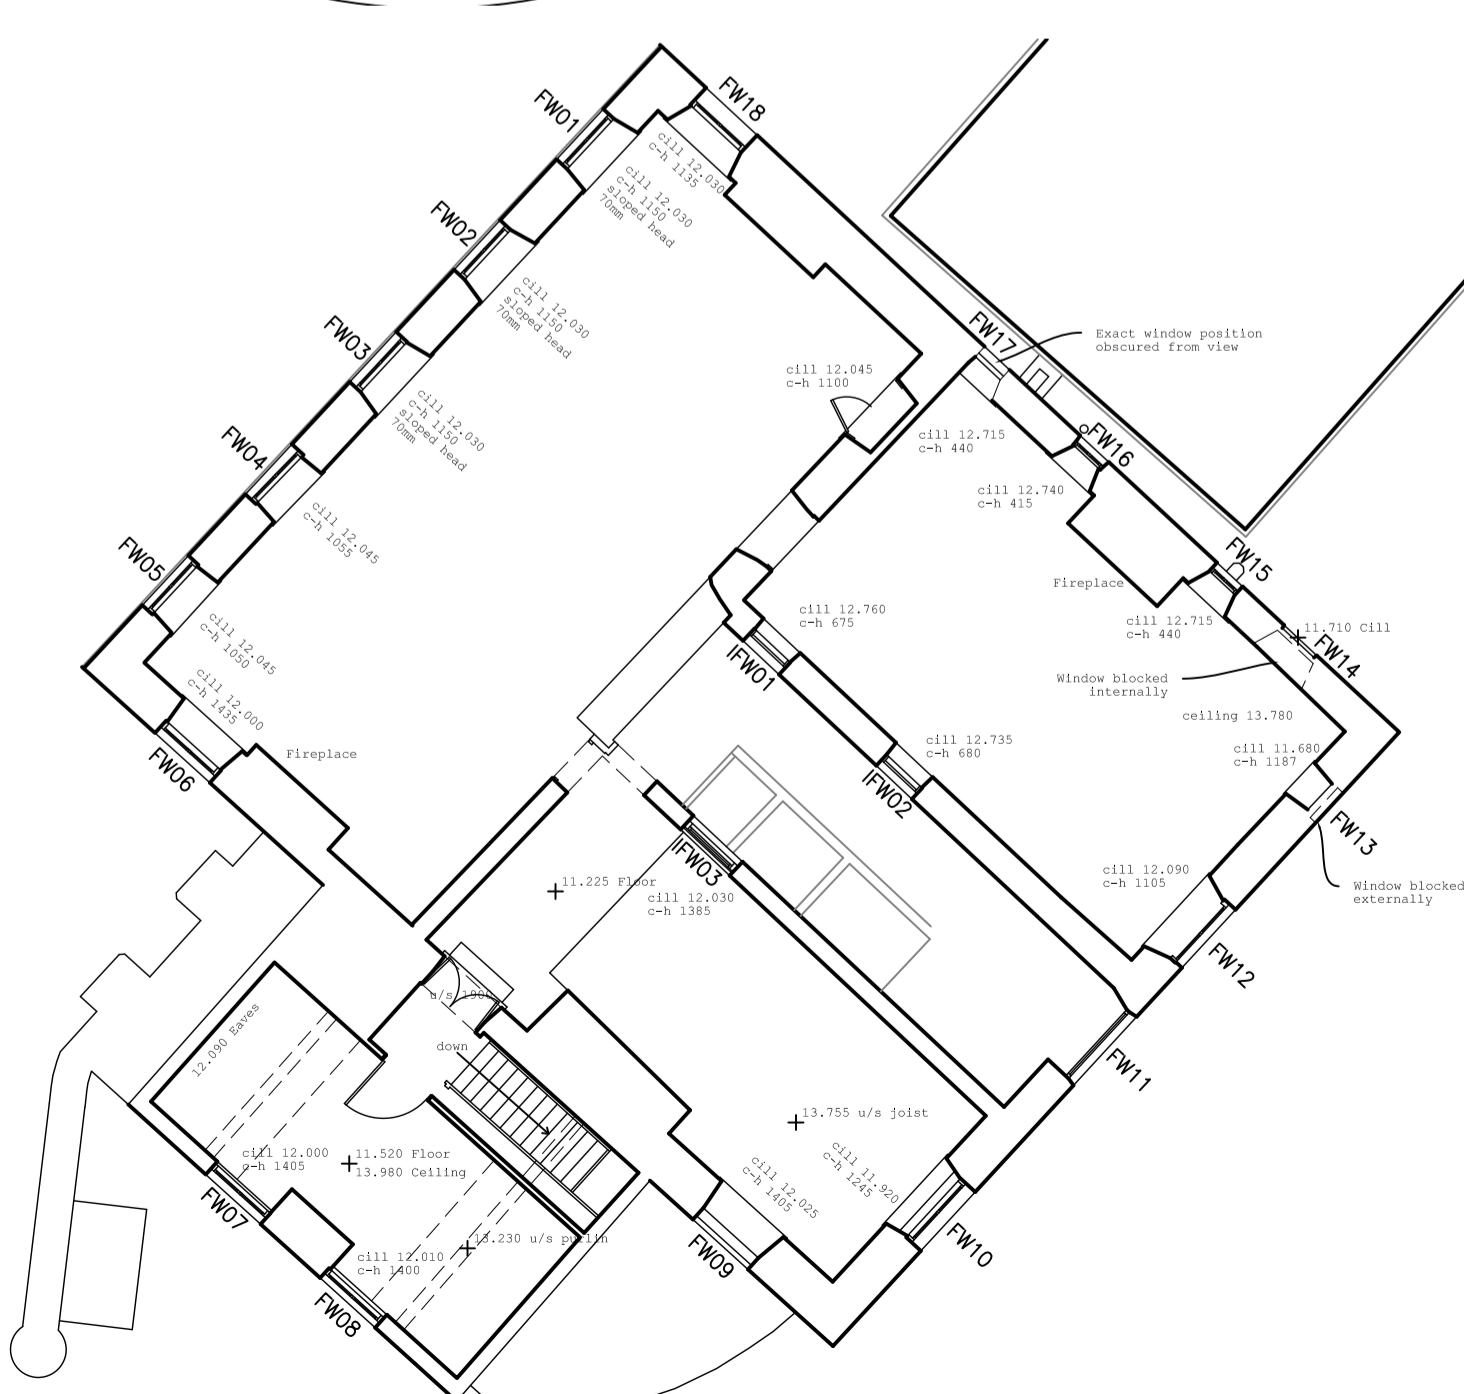 FW18
FW01
cill 12.030
c-h 1135
cill 12.030
c-h 1150
sloped head
70mm
FW02
cill 12.030
c-h 1150
sloped head
70mm
FW03
FW17
Exact window position
obscured from view
cill 12.045
c-h 1100
cill 12.030
c-h 1150
sloped head
70mm
FW04
cill 12.715
c-h 440
FW16
cill 12.740
c-h 415
cill 12.045
c-h 1055
FW05
FW15
Fireplace
cill 12.760
c-h 675
cill 12.715
c-h 440
11.710 Cill
FW14
cill 12.045
c-h 1050
IFW01
Window blocked
internally
cill 12.000
c-h 1435
ceiling 13.780
Fireplace
cill 12.735
c-h 680
cill 11.680
c-h 1187
FW06
IFW02
FW13
IFW03
cill 12.090
c-h 1105
11.225 Floor
cill 12.030
c-h 1385
Window blocked
externally
FW12
u/s 1900
12.090 Eaves
down
FW11
13.755 u/s joist
cill 12.000
c-h 1405
11.520 Floor
13.980 Ceiling
cill 11.920
c-h 1245
cill 12.025
c-h 1405
FW07
13.230 u/s purlin
FW10
cill 12.010
c-h 1400
FW09
FW08